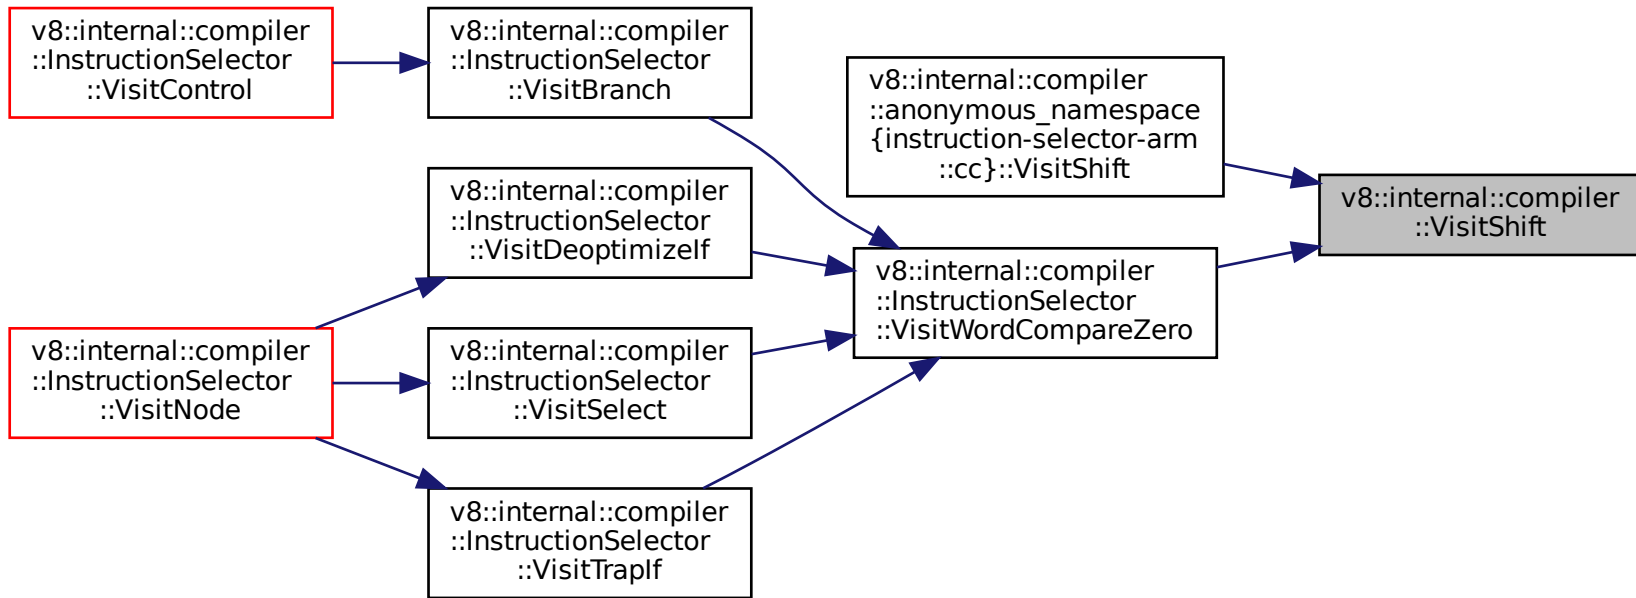 v8::internal::compiler
::InstructionSelector
::VisitControl
v8::internal::compiler
::InstructionSelector
::VisitBranch
v8::internal::compiler
::anonymous_namespace
{instruction-selector-arm
::cc}::VisitShift
v8::internal::compiler
::VisitShift
v8::internal::compiler
::InstructionSelector
::VisitDeoptimizeIf
v8::internal::compiler
::InstructionSelector
::VisitWordCompareZero
v8::internal::compiler
::InstructionSelector
::VisitNode
v8::internal::compiler
::InstructionSelector
::VisitSelect
v8::internal::compiler
::InstructionSelector
::VisitTrapIf